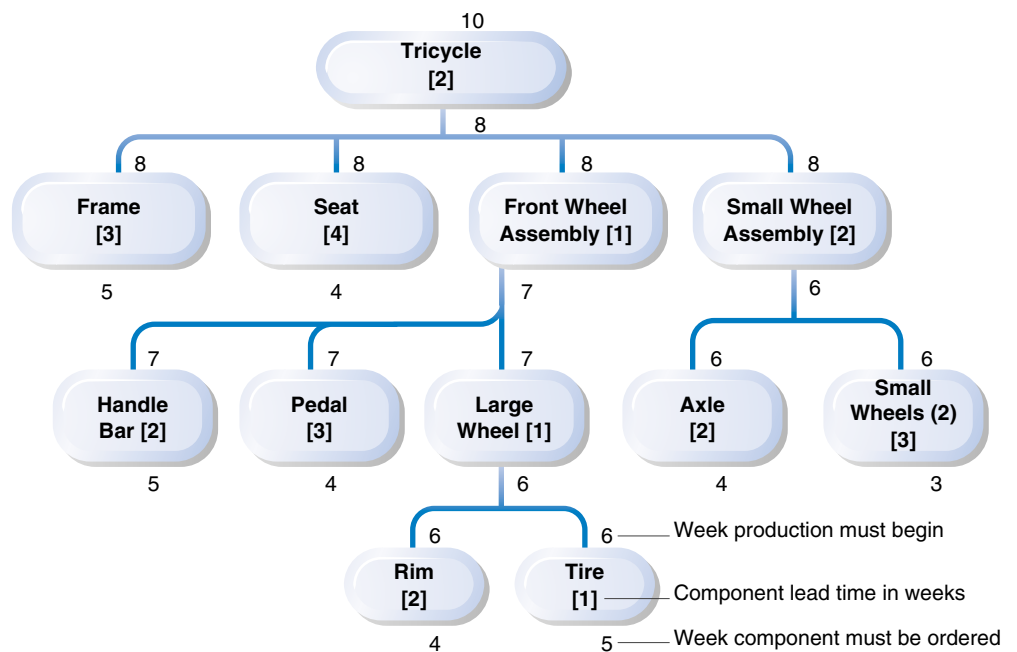 10
Tricycle
[2]
8
8
8
8
8
Frame
[3]
Seat
[4]
Front Wheel
Assembly [1]
Small Wheel
Assembly [2]
5
4
7
6
7
7
7
6
6
Handle
Bar [2]
Pedal
[3]
Large
Wheel [1]
Axle
[2]
Small
Wheels (2)
[3]
5
4
6
4
3
6
6
Week production must begin
Rim
[2]
Tire
[1]
Component lead time in weeks
4
5
Week component must be ordered